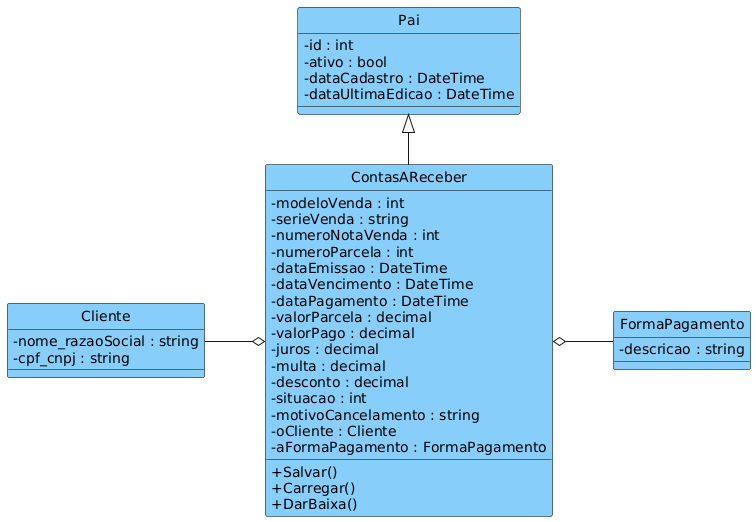 Pai
-id : int
-ativo : bool
-dataCadastro : DateTime
-dataUltimaEdicao : DateTime
ContasAReceber
-modeloVenda : int
-serieVenda : string
-numeroNotaVenda : int
-numeroParcela : int
-dataEmissao : DateTime
-dataVencimento : DateTime
-dataPagamento : DateTime
-valorParcela : decimal
-valorPago : decimal
-juros : decimal
-multa : decimal
-desconto : decimal
-situacao : int
-motivoCancelamento : string
-oCliente : Cliente
-aFormaPagamento : FormaPagamento
+Salvar()
+Carregar()
+DarBaixa()
Cliente
-nome_razaoSocial : string
-cpf_cnpj : string
FormaPagamento
-descricao : string